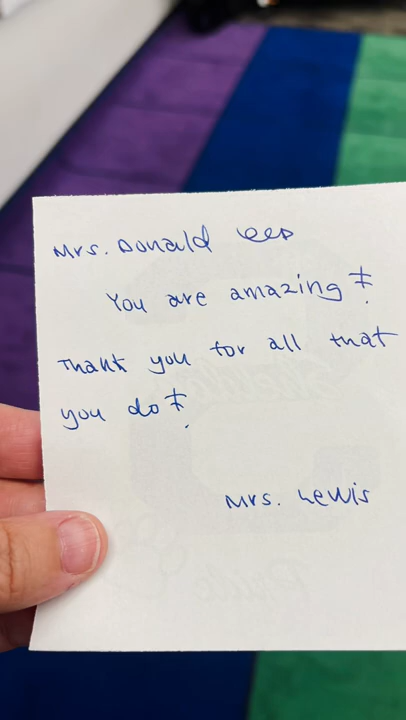 Mrs. Donald
You are amazing!
Thank you for all that
you do!
Mrs. Lewis